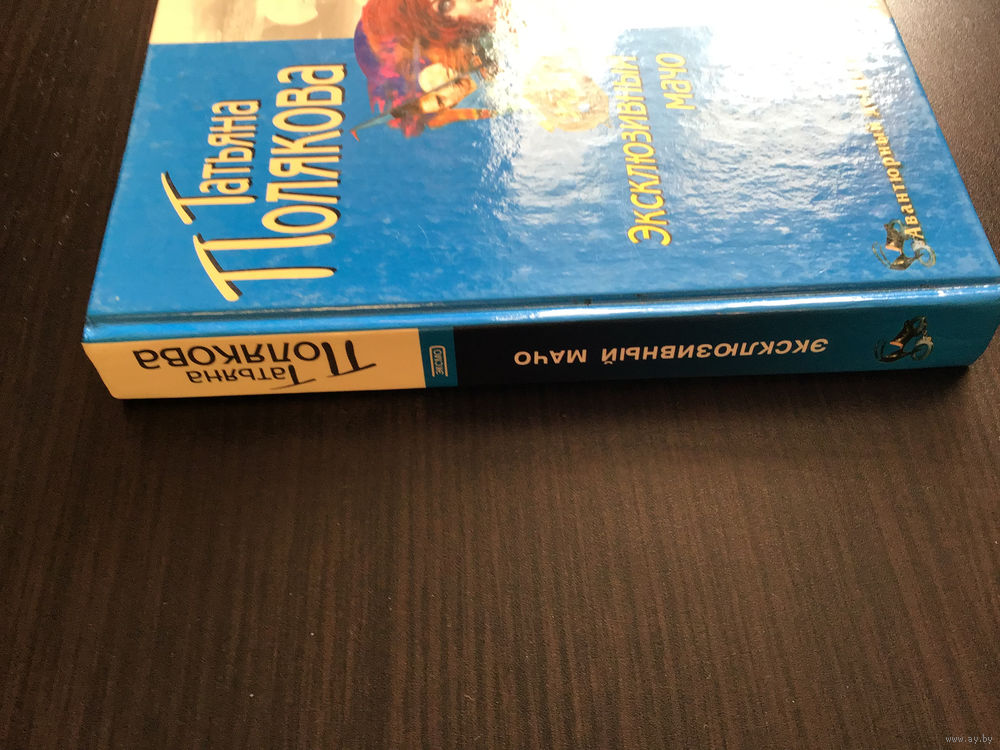 Татьяна
Полякова
Эксклюзивный
мачо
Авантюрный
Татьяна
Полякова
ЭКСМО
ЭКСКЛЮЗИВНЫЙ МАЧО
www.ay.by